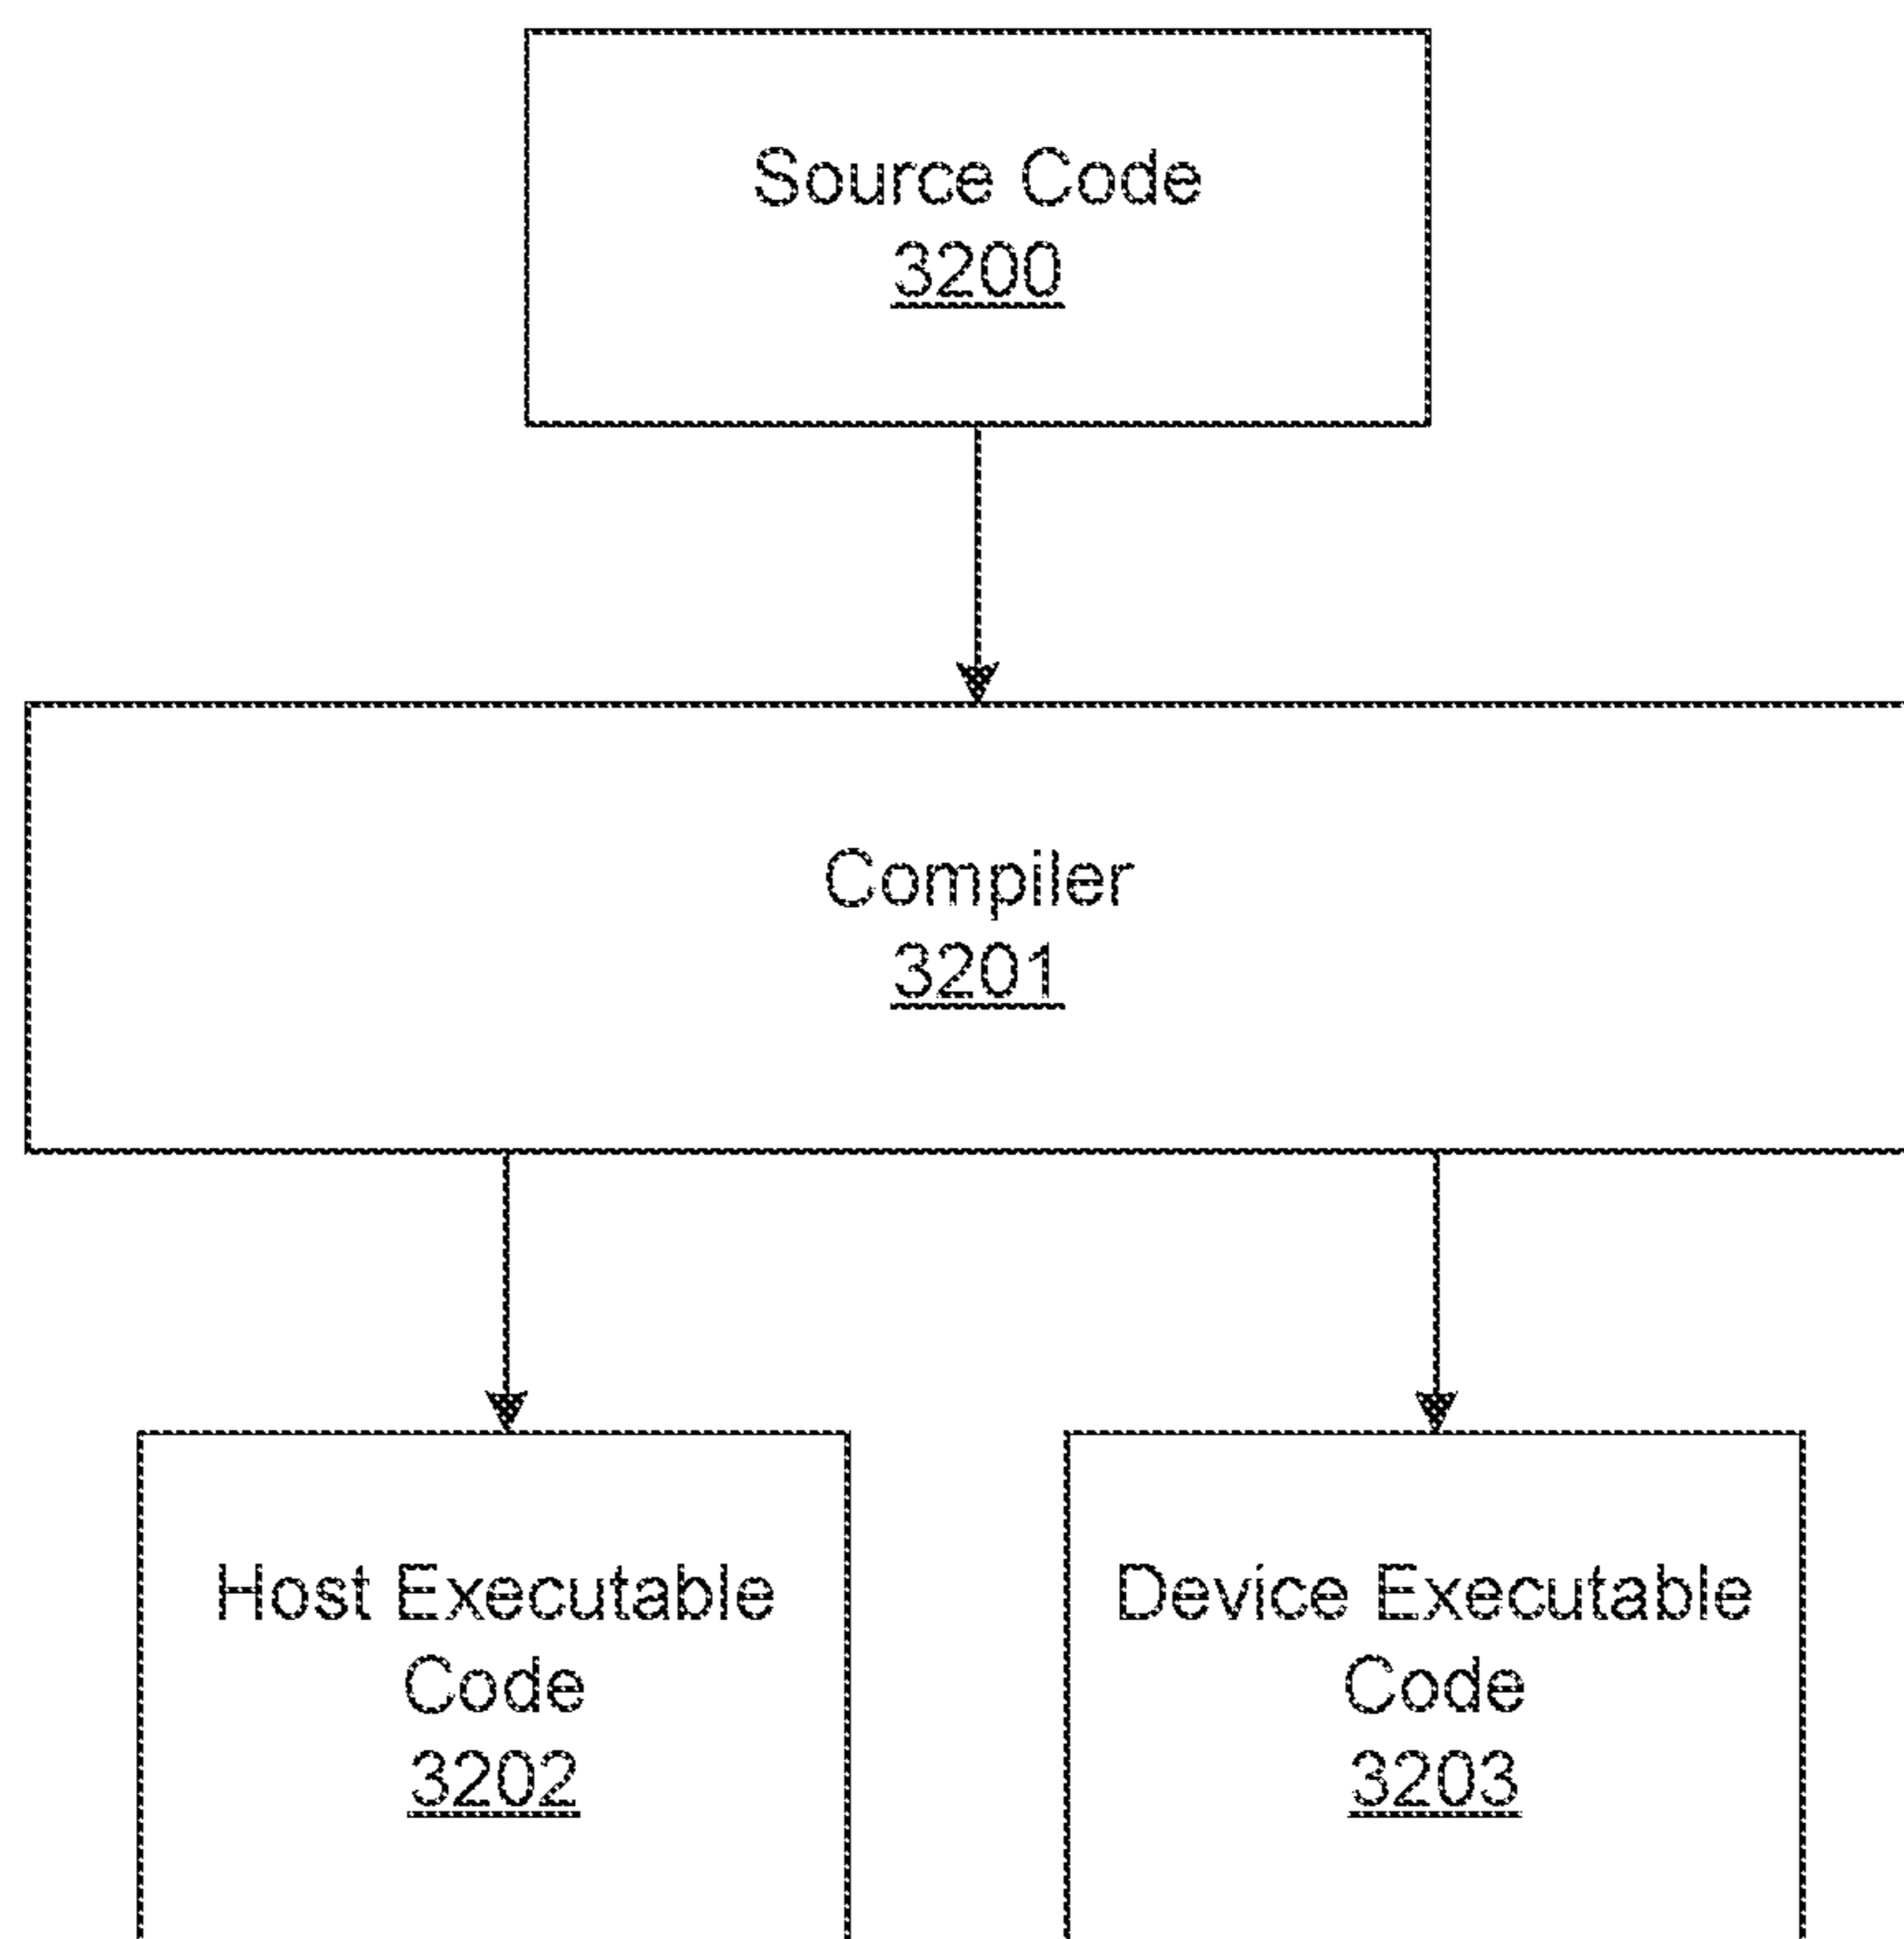 Source Code
3200
Compiler
3201
Host Executable
Code
3202
Device Executable
Code
3203